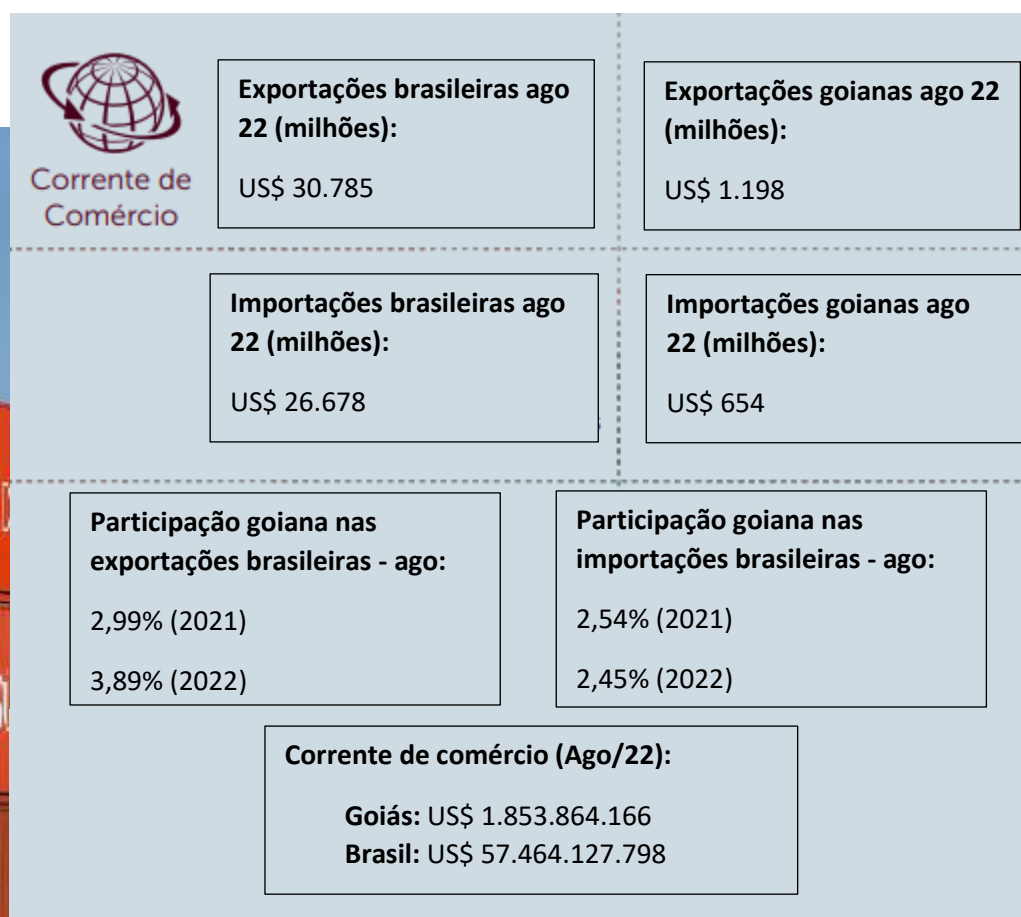 Corrente de
Comércio
Exportações brasileiras ago
22 (milhões):
US$ 30.785
Exportações goianas ago 22
(milhões):
US$ 1.198
Importações brasileiras ago
22 (milhões):
US$ 26.678
Importações goianas ago
22 (milhões):
US$ 654
Participação goiana nas
exportações brasileiras - ago:
2,99% (2021)
3,89% (2022)
Participação goiana nas
importações brasileiras - ago:
2,54% (2021)
2,45% (2022)
Corrente de comércio (Ago/22):
Goiás: US$ 1.853.864.166
Brasil: US$ 57.464.127.798